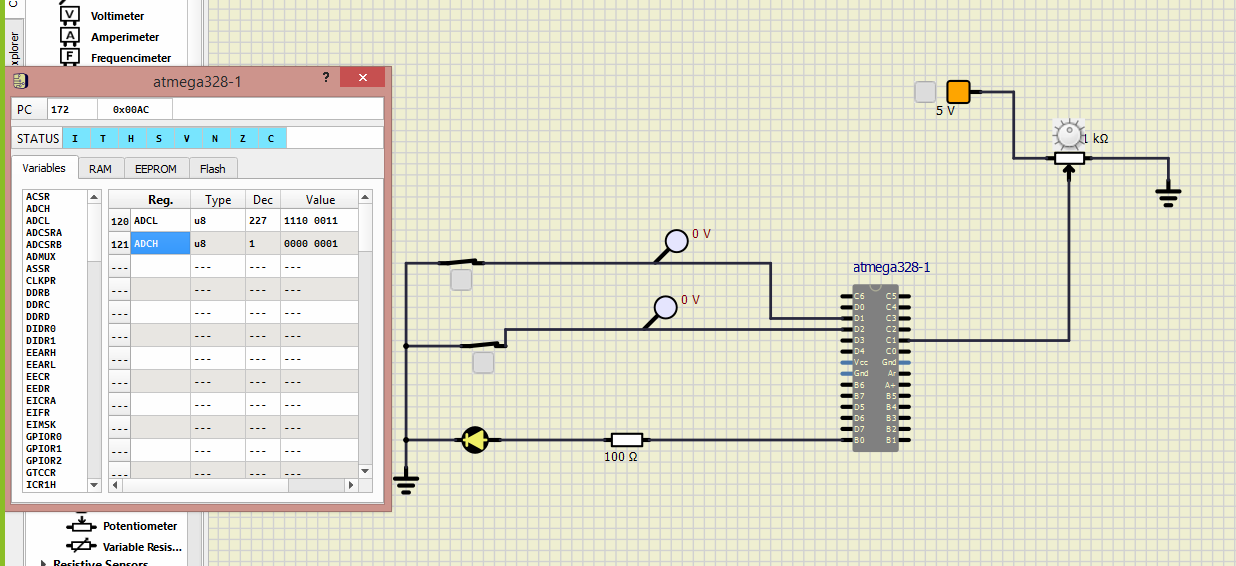 xplorer
V Voltimeter
A Amperimeter
F Frequencimeter
atmega328-1
?
PC 172 0x00AC
STATUS I T H S V N Z C
Variables RAM EEPROM Flash
ACSR
ADCH
ADCL
ADCSRA
ADCSRB
ADMUX
ASSR
CLKPR
DDRB
DDRC
DDRD
DIDR0
DIDR1
EEARH
EEARL
EECR
EEDR
EICRA
EIFR
EIMSK
GPIOR0
GPIOR1
GPIOR2
GTCCR
ICR1H
Reg. Type Dec Value
120 ADCL u8 227 1110 0011
121 ADCH u8 1 0000 0001
--- --- --- ---
--- --- --- ---
--- --- --- ---
--- --- --- ---
--- --- --- ---
--- --- --- ---
--- --- --- ---
--- --- --- ---
--- --- --- ---
--- --- --- ---
Potentiometer
Variable Resis...
Resistive Sensors
5 V
1 kΩ
0 V
0 V
100 Ω
atmega328-1
C6 C5
D0 C4
D1 C3
D2 C2
D3 C1
D4 C0
Vcc Gnd
Gnd Ar
B6 A+
B7 B5
D5 B4
D6 B3
D7 B2
B0 B1